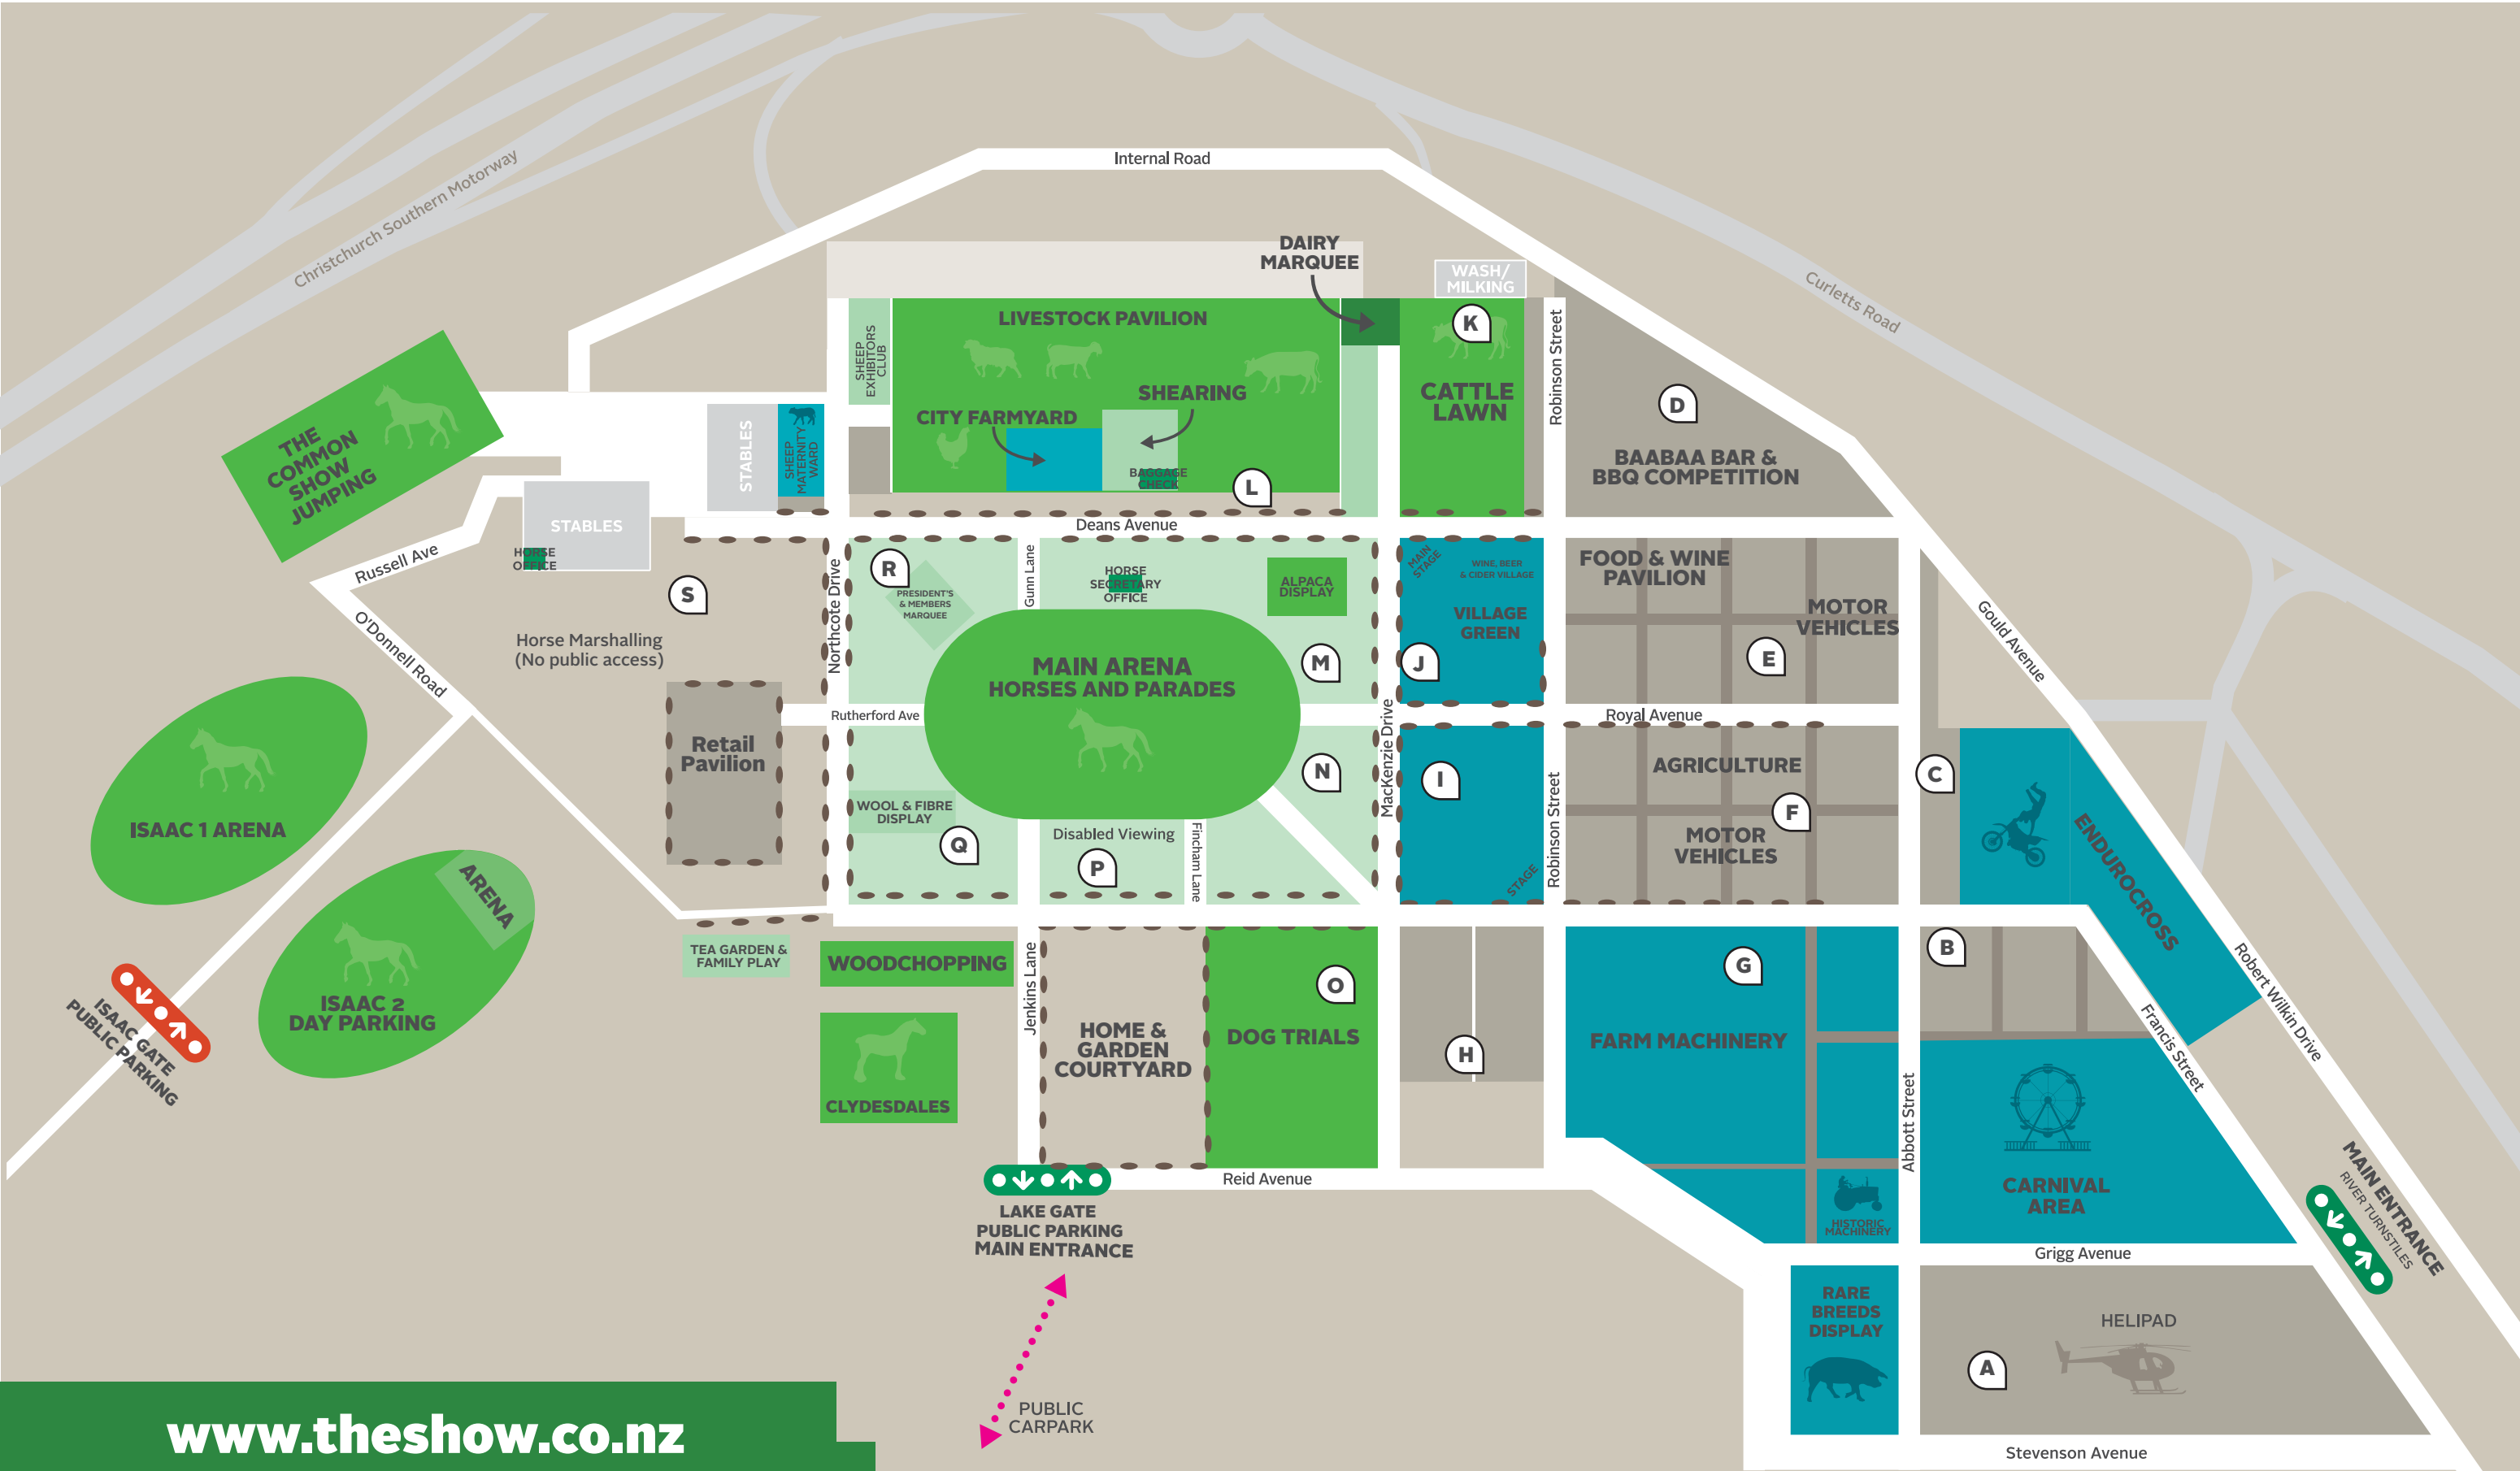 Internal Road
Christchurch Southern Motorway
Curletts Road
DAIRY
MARQUEE
WASH/
MILKING
K
CATTLE
LAWN
Robinson Street
LIVESTOCK PAVILION
SHEEP
EXHIBITORS
CLUB
SHEARING
CITY FARMYARD
BAGGAGE
CHECK
L
D
BAABAA BAR &
BBQ COMPETITION
THE
COMMON
SHOW
JUMPING
STABLES
SHEEP
MATERNITY
WARD
STABLES
HORSE
OFFICE
Russell Ave
O'Donnell Road
S
Horse Marshalling
(No public access)
Deans Avenue
Northcote Drive
R
PRESIDENT'S
& MEMBERS
MARQUEE
Gunn Lane
HORSE
SECRETARY
OFFICE
ALPACA
DISPLAY
MAIN
STAGE
WINE, BEER
& CIDER VILLAGE
VILLAGE
GREEN
J
M
FOOD & WINE
PAVILION
MOTOR
VEHICLES
E
Gould Avenue
MAIN ARENA
HORSES AND PARADES
Rutherford Ave
Royal Avenue
MacKenzie Drive
Retail
Pavilion
N
I
STAGE
Robinson Street
AGRICULTURE
F
MOTOR
VEHICLES
C
ENDUROCROSS
WOOL & FIBRE
DISPLAY
Q
Disabled Viewing
P
Fincham Lane
ISAAC 1 ARENA
ARENA
ISAAC 2
DAY PARKING
ISAAC GATE
PUBLIC PARKING
TEA GARDEN &
FAMILY PLAY
WOODCHOPPING
CLYDESDALES
Jenkins Lane
HOME &
GARDEN
COURTYARD
O
DOG TRIALS
H
G
FARM MACHINERY
B
Francis Street
Robert Wilkin Drive
Abbott Street
CARNIVAL
AREA
HISTORIC
MACHINERY
MAIN ENTRANCE
RIVER TURNSTILES
Reid Avenue
LAKE GATE
PUBLIC PARKING
MAIN ENTRANCE
Grigg Avenue
RARE
BREEDS
DISPLAY
HELIPAD
A
PUBLIC
CARPARK
Stevenson Avenue
www.theshow.co.nz